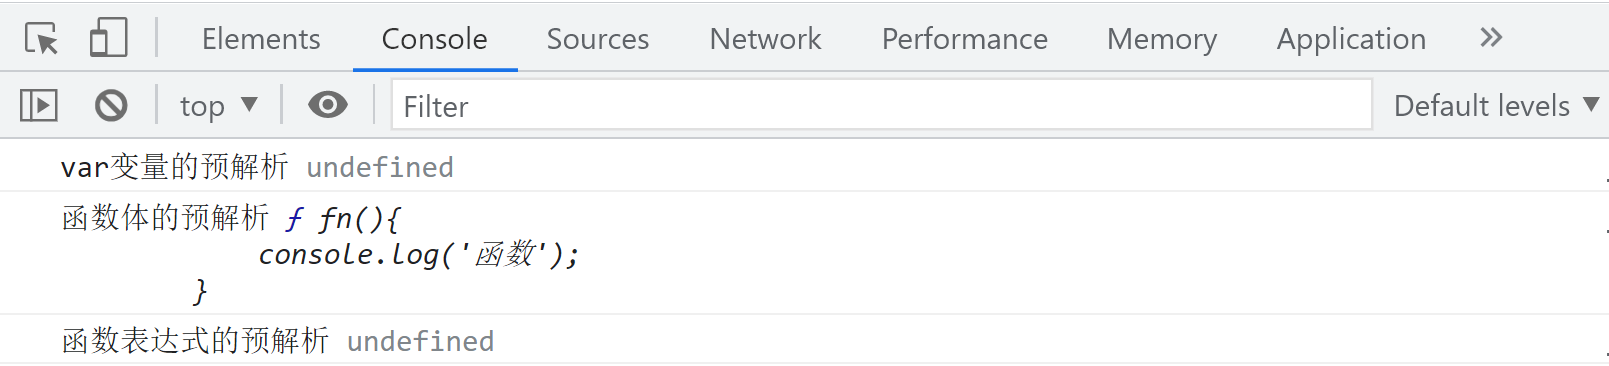 Elements Console Sources Network Performance Memory Application
top Filter Default levels
var变量的预解析 undefined
函数体的预解析 ƒ fn(){
console.log('函数');
}
函数表达式的预解析 undefined